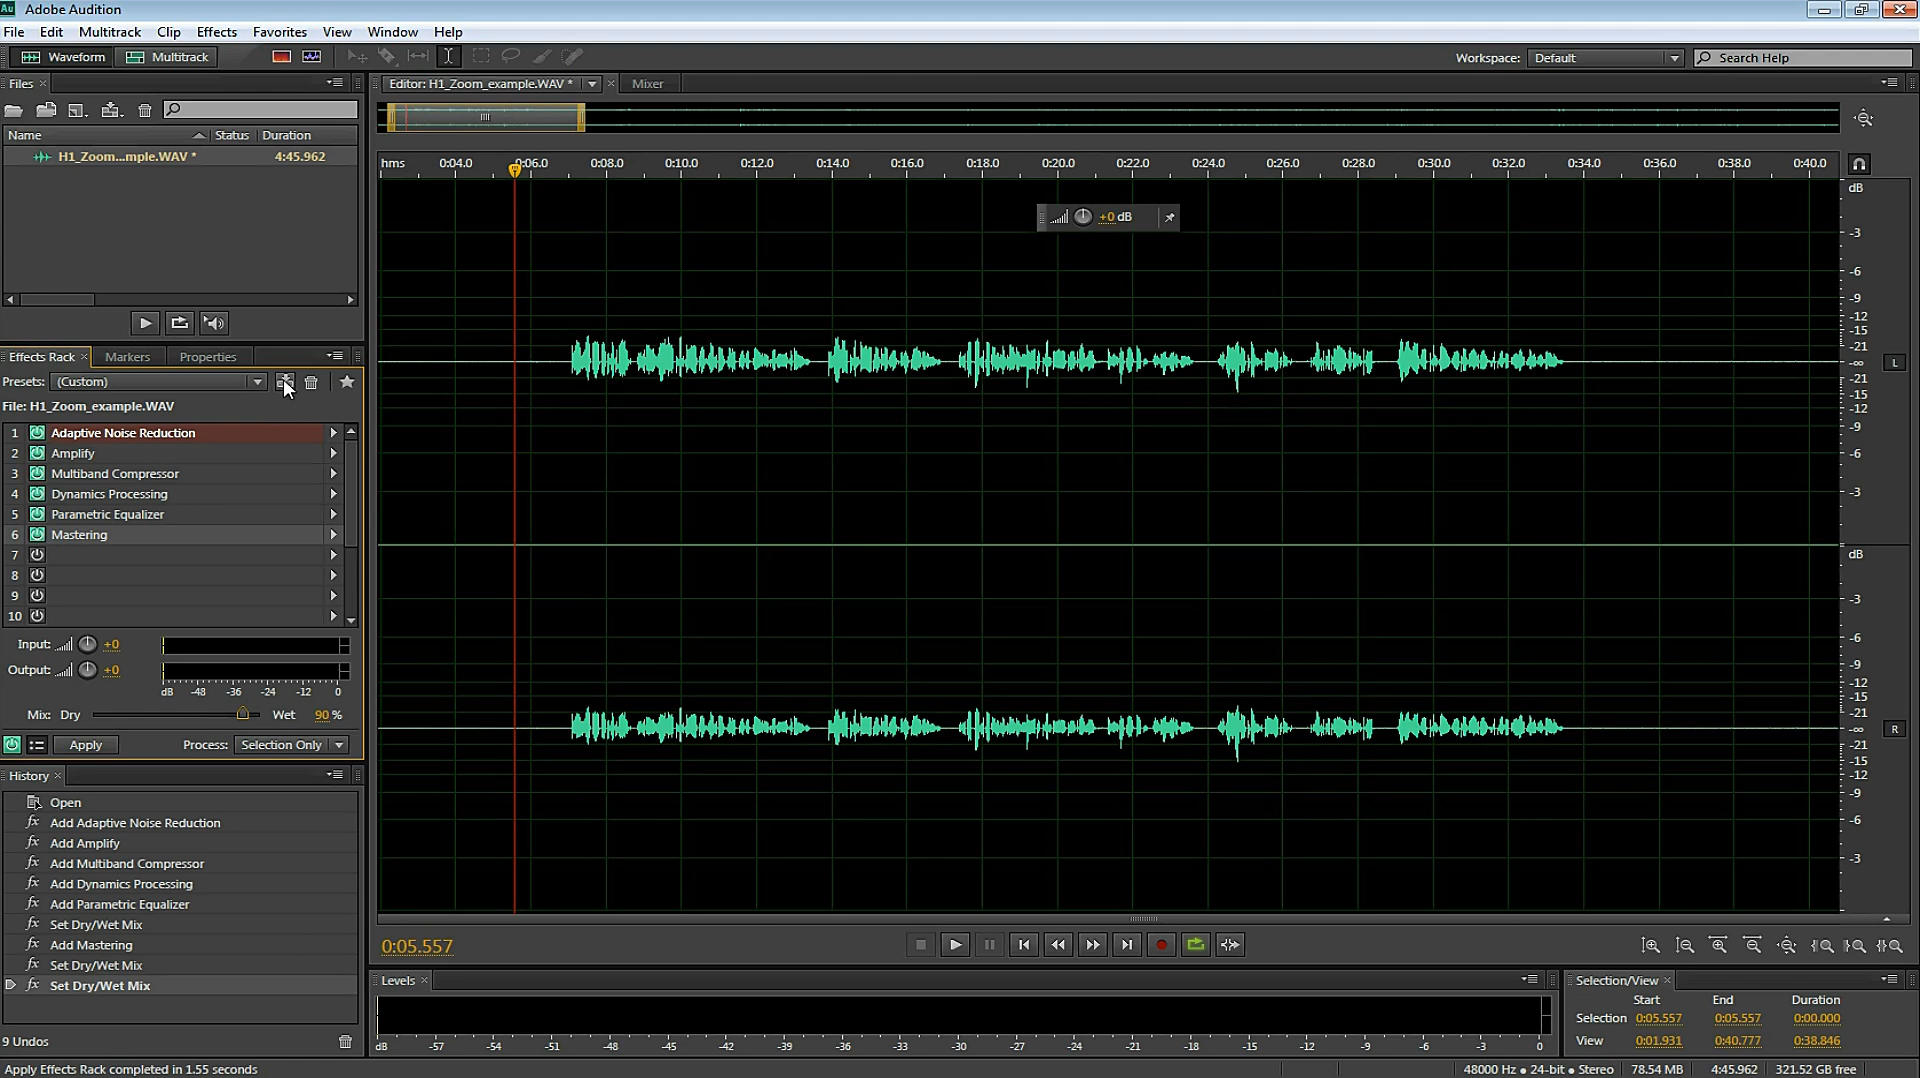 Au Adobe Audition
File Edit Multitrack Clip Effects Favorites View Window Help
Waveform Multitrack Workspace: Default Search Help
Files
Name Status Duration
H1_Zoom...mple.WAV * 4:45.962
Effects Rack Markers Properties
Presets: (Custom)
File: H1_Zoom_example.WAV
1 Adaptive Noise Reduction
2 Amplify
3 Multiband Compressor
4 Dynamics Processing
5 Parametric Equalizer
6 Mastering
7
8
9
10
Input: +0
Output: +0
dB -48 -36 -24 -12 0
Mix: Dry Wet 90 %
Apply Process: Selection Only
History
Open
fx Add Adaptive Noise Reduction
fx Add Amplify
fx Add Multiband Compressor
fx Add Dynamics Processing
fx Add Parametric Equalizer
fx Set Dry/Wet Mix
fx Add Mastering
fx Set Dry/Wet Mix
fx Set Dry/Wet Mix
9 Undos
Apply Effects Rack completed in 1.55 seconds
Editor: H1_Zoom_example.WAV * Mixer
hms 0:04.0 0:06.0 0:08.0 0:10.0 0:12.0 0:14.0 0:16.0 0:18.0 0:20.0 0:22.0 0:24.0 0:26.0 0:28.0 0:30.0 0:32.0 0:34.0 0:36.0 0:38.0 0:40.0
+0 dB
dB
-3
-6
-9
-12
-15
-21
-∞ L
-21
-15
-12
-9
-6
-3
dB
-3
-6
-9
-12
-15
-21
-∞ R
-21
-15
-12
-9
-6
-3
0:05.557
Levels
dB -57 -54 -51 -48 -45 -42 -39 -36 -33 -30 -27 -24 -21 -18 -15 -12 -9 -6 -3 0
Selection/View
Start End Duration
Selection 0:05.557 0:05.557 0:00.000
View 0:01.931 0:40.777 0:38.846
48000 Hz ● 24-bit ● Stereo 78.54 MB 4:45.962 321.52 GB free